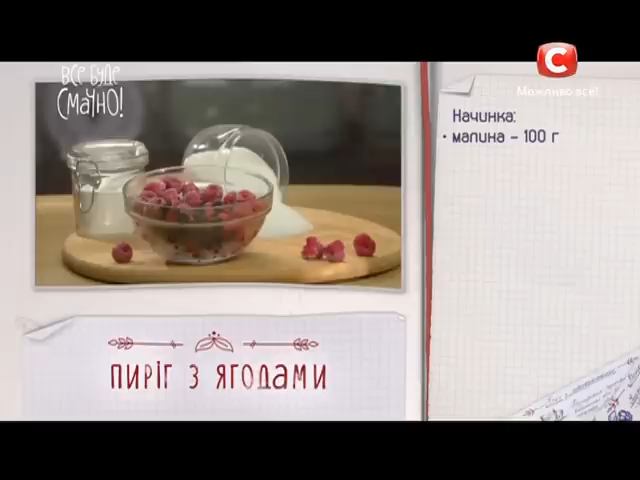 ВСЕ БУДЕ
СМАЧНО!
С
Можливо все!
Начинка:
• малина – 100 г
ПИРІГ З ЯГОДАМИ